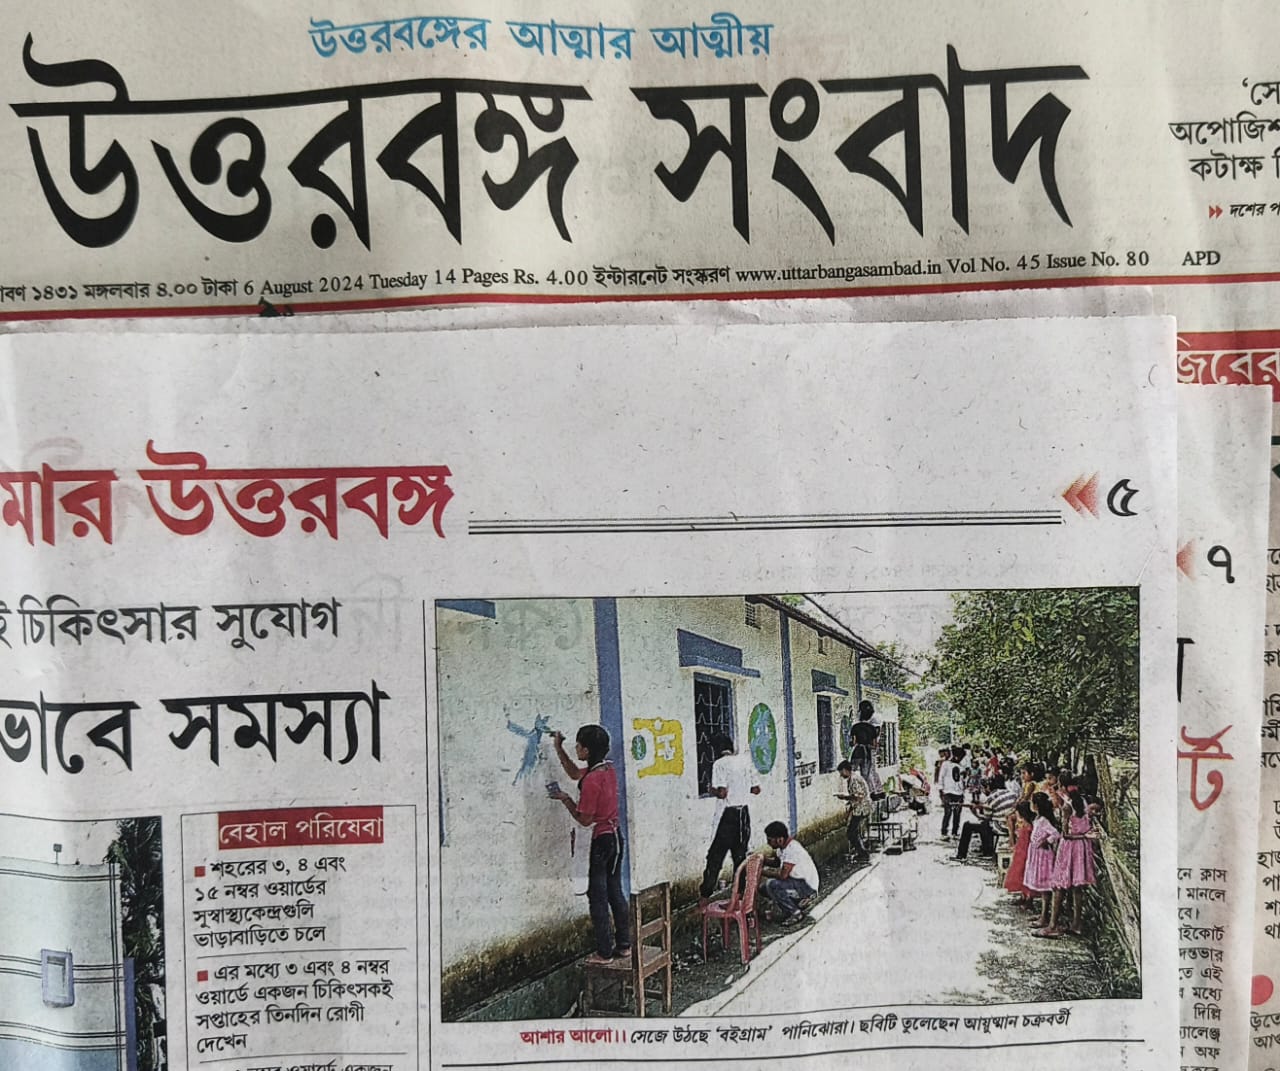 উত্তরবঙ্গের আত্মার আত্মীয়
উত্তরবঙ্গ সংবাদ
১৪৩১ মঙ্গলবার ৪.০০ টাকা 6 August 2024 Tuesday 14 Pages Rs. 4.00 ইন্টারনেট সংস্করণ www.uttarbangasambad.in Vol No. 45 Issue No. 80 APD
‘সে
অপোজিশ
কটাক্ষ
দশের
জিবের
উত্তরবঙ্গ
৫
৭
ই চিকিৎসার সুযোগ
ভাবে সমস্যা
বেহাল পরিষেবা
শহরের ৩, ৪ এবং
১৫ নম্বর ওয়ার্ডের
সুস্বাস্থ্যকেন্দ্রগুলি
ভাড়াবাড়িতে চলে
এর মধ্যে ৩ এবং ৪ নম্বর
ওয়ার্ডে একজন চিকিৎসকই
সপ্তাহের তিনদিন রোগী
দেখেন
আশার আলো।। সেজে উঠছে ‘বইগ্রাম’ পানিঝোরা। ছবিটি তুলেছেন আয়ুষ্মান চক্রবর্তী
র্ট
নে ক্লাস
মানলে
বে।
ইকোর্ট
দন্তভার
তে এই
মধ্যে
দিল্লি
্যালেঞ্জ
অফ